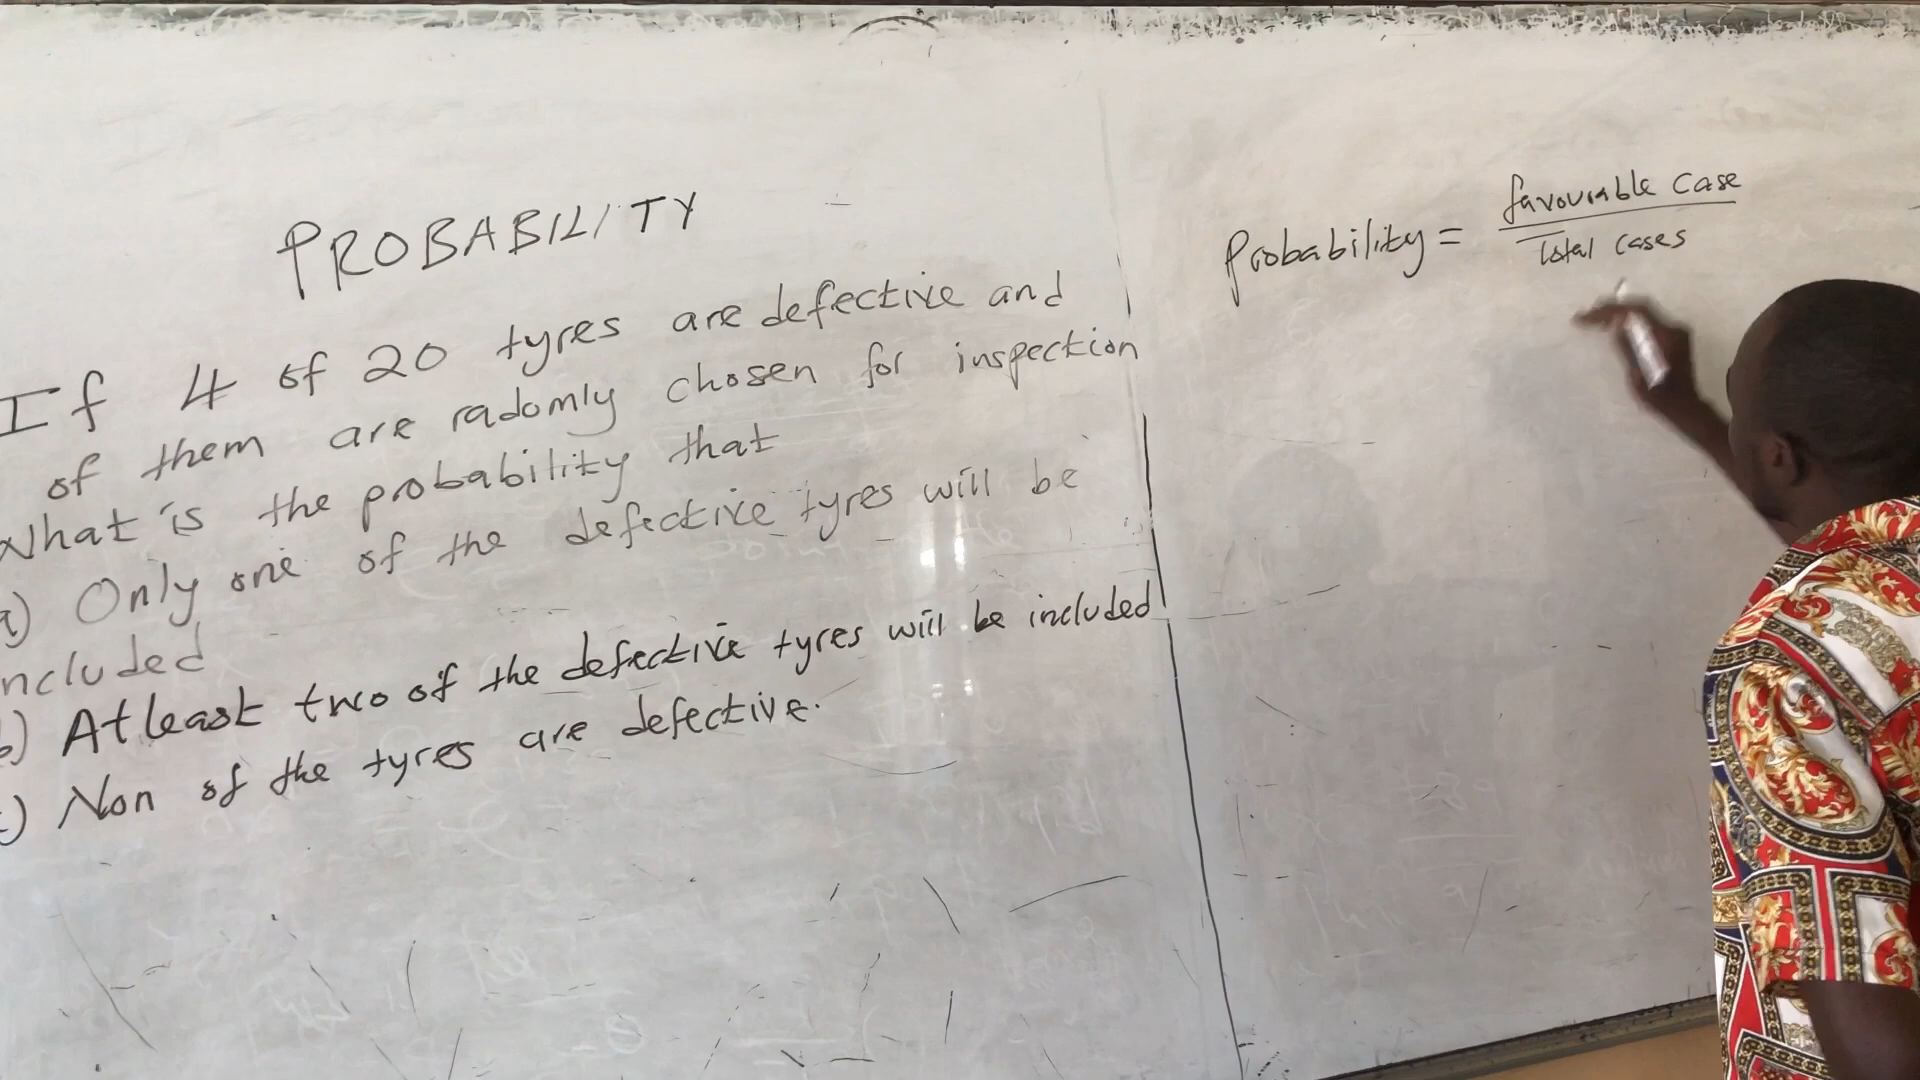 PROBABILITY
If 4 of 20 tyres are defective and
of them are radomly chosen for inspection
What is the probability that
a) Only one of the defective tyres will be
included
b) Atleast two of the defective tyres will be included
c) Non of the tyres are defective.
Probability = favourable case
Total cases